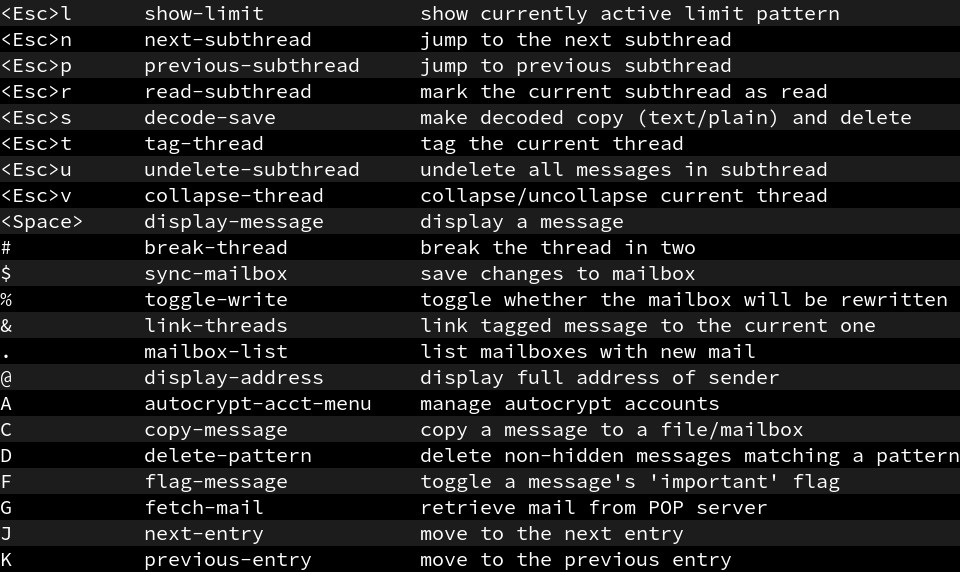 <Esc>l show-limit show currently active limit pattern
<Esc>n next-subthread jump to the next subthread
<Esc>p previous-subthread jump to previous subthread
<Esc>r read-subthread mark the current subthread as read
<Esc>s decode-save make decoded copy (text/plain) and delete
<Esc>t tag-thread tag the current thread
<Esc>u undelete-subthread undelete all messages in subthread
<Esc>v collapse-thread collapse/uncollapse current thread
<Space> display-message display a message
# break-thread break the thread in two
$ sync-mailbox save changes to mailbox
% toggle-write toggle whether the mailbox will be rewritten
& link-threads link tagged message to the current one
. mailbox-list list mailboxes with new mail
@ display-address display full address of sender
A autocrypt-acct-menu manage autocrypt accounts
C copy-message copy a message to a file/mailbox
D delete-pattern delete non-hidden messages matching a pattern
F flag-message toggle a message's 'important' flag
G fetch-mail retrieve mail from POP server
J next-entry move to the next entry
K previous-entry move to the previous entry